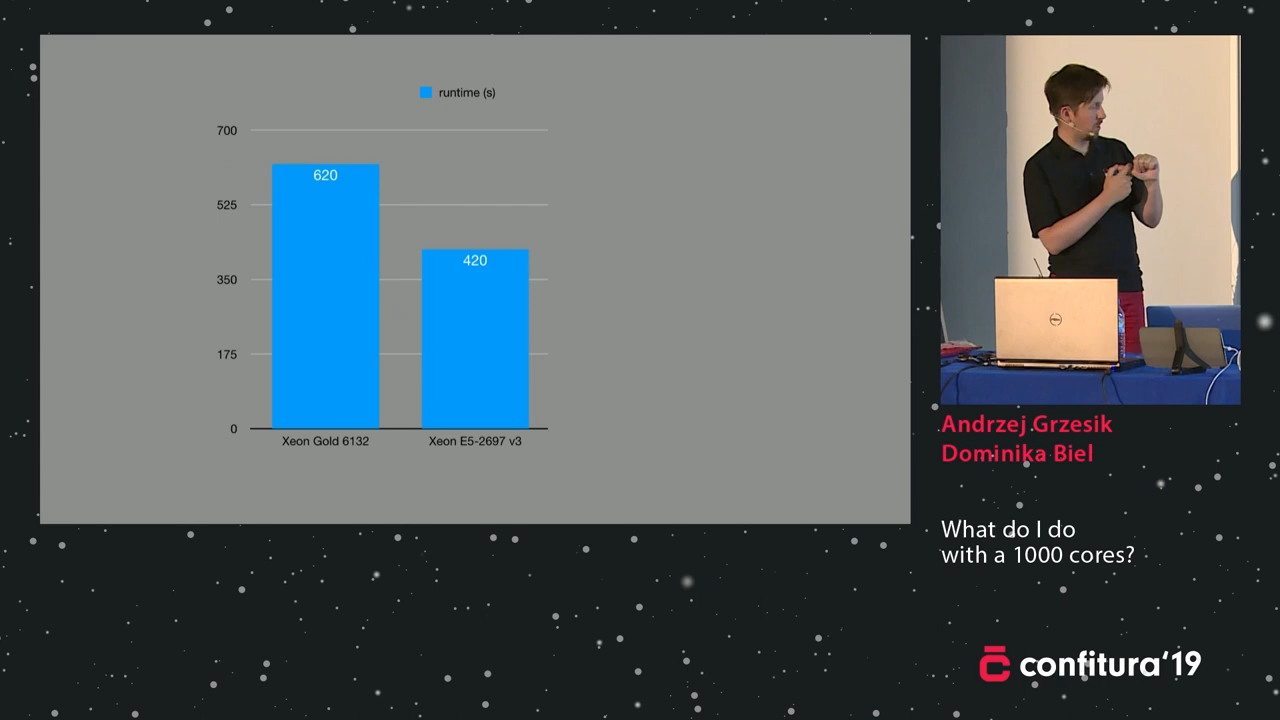 runtime (s)
700
525
350
175
0
620
420
Xeon Gold 6132
Xeon E5-2697 v3
Andrzej Grzesik
Dominika Biel
What do I do
with a 1000 cores?
confitura‘19